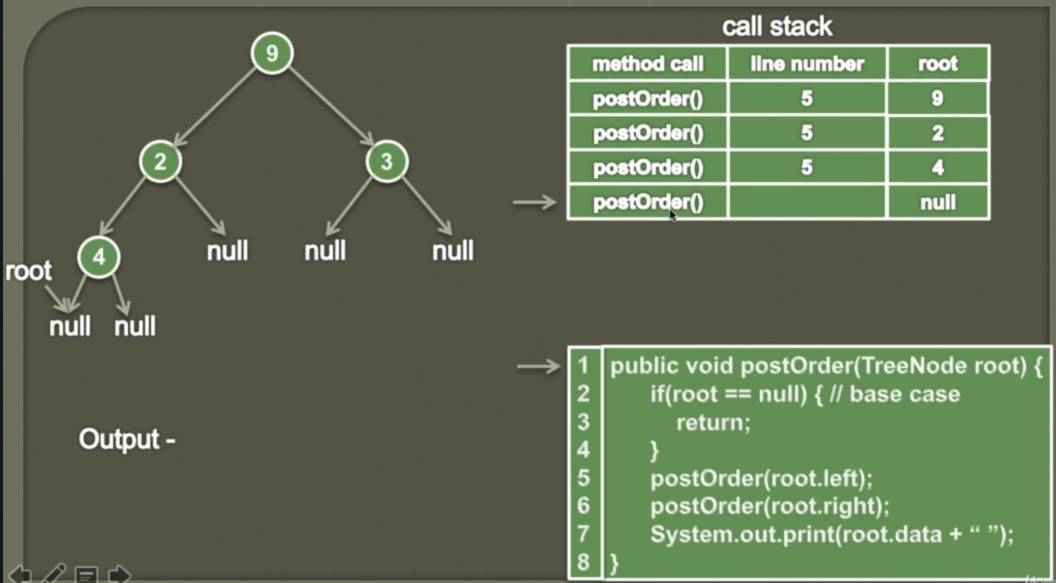 call stack
method call line number root
postOrder() 5 9
postOrder() 5 2
postOrder() 5 4
postOrder() null
9
2 3
4 null null null
root
null null
Output -
1 public void postOrder(TreeNode root) {
2 if(root == null) { // base case
3 return;
4 }
5 postOrder(root.left);
6 postOrder(root.right);
7 System.out.print(root.data + “ ”);
8 }